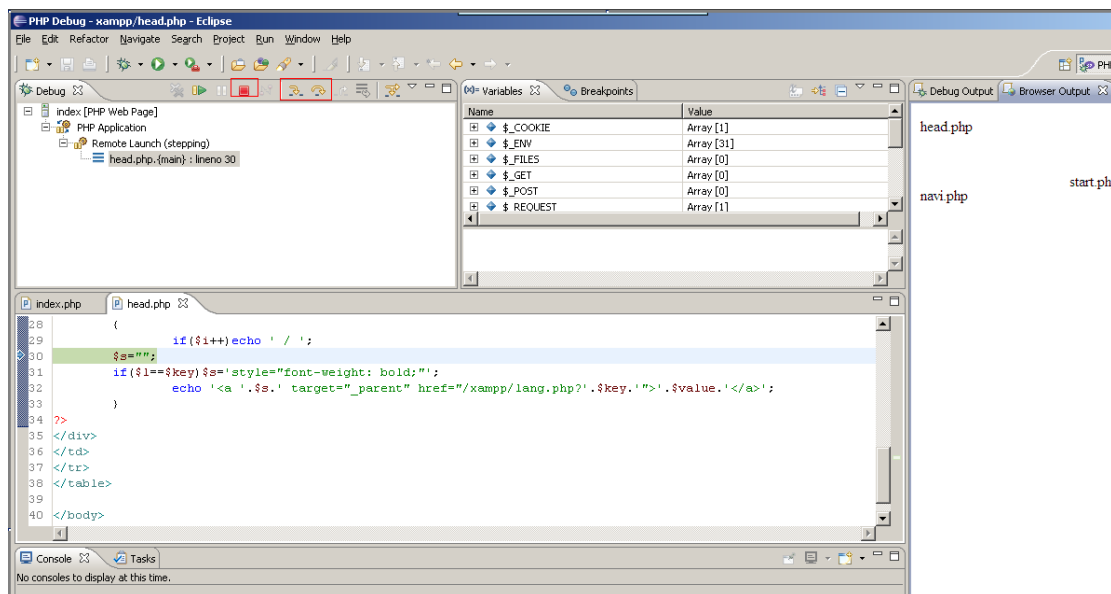 PHP Debug - xampp/head.php - Eclipse
File Edit Refactor Navigate Search Project Run Window Help
PH
Debug
Variables Breakpoints
Debug Output Browser Output
index [PHP Web Page]
PHP Application
Remote Launch (stepping)
head.php.{main} : lineno 30
Name Value
$_COOKIE Array [1]
$_ENV Array [31]
$_FILES Array [0]
$_GET Array [0]
$_POST Array [0]
$_REQUEST Array [1]
head.php
start.ph
navi.php
index.php head.php
28 {
29 if($i++)echo ' / ';
30 $s="";
31 if($l==$key)$s='style="font-weight: bold;"';
32 echo '<a '.$s.' target="_parent" href="/xampp/lang.php?'.$key.'">'.$value.'</a>';
33 }
34 ?>
35 </div>
36 </td>
37 </tr>
38 </table>
39
40 </body>
Console Tasks
No consoles to display at this time.